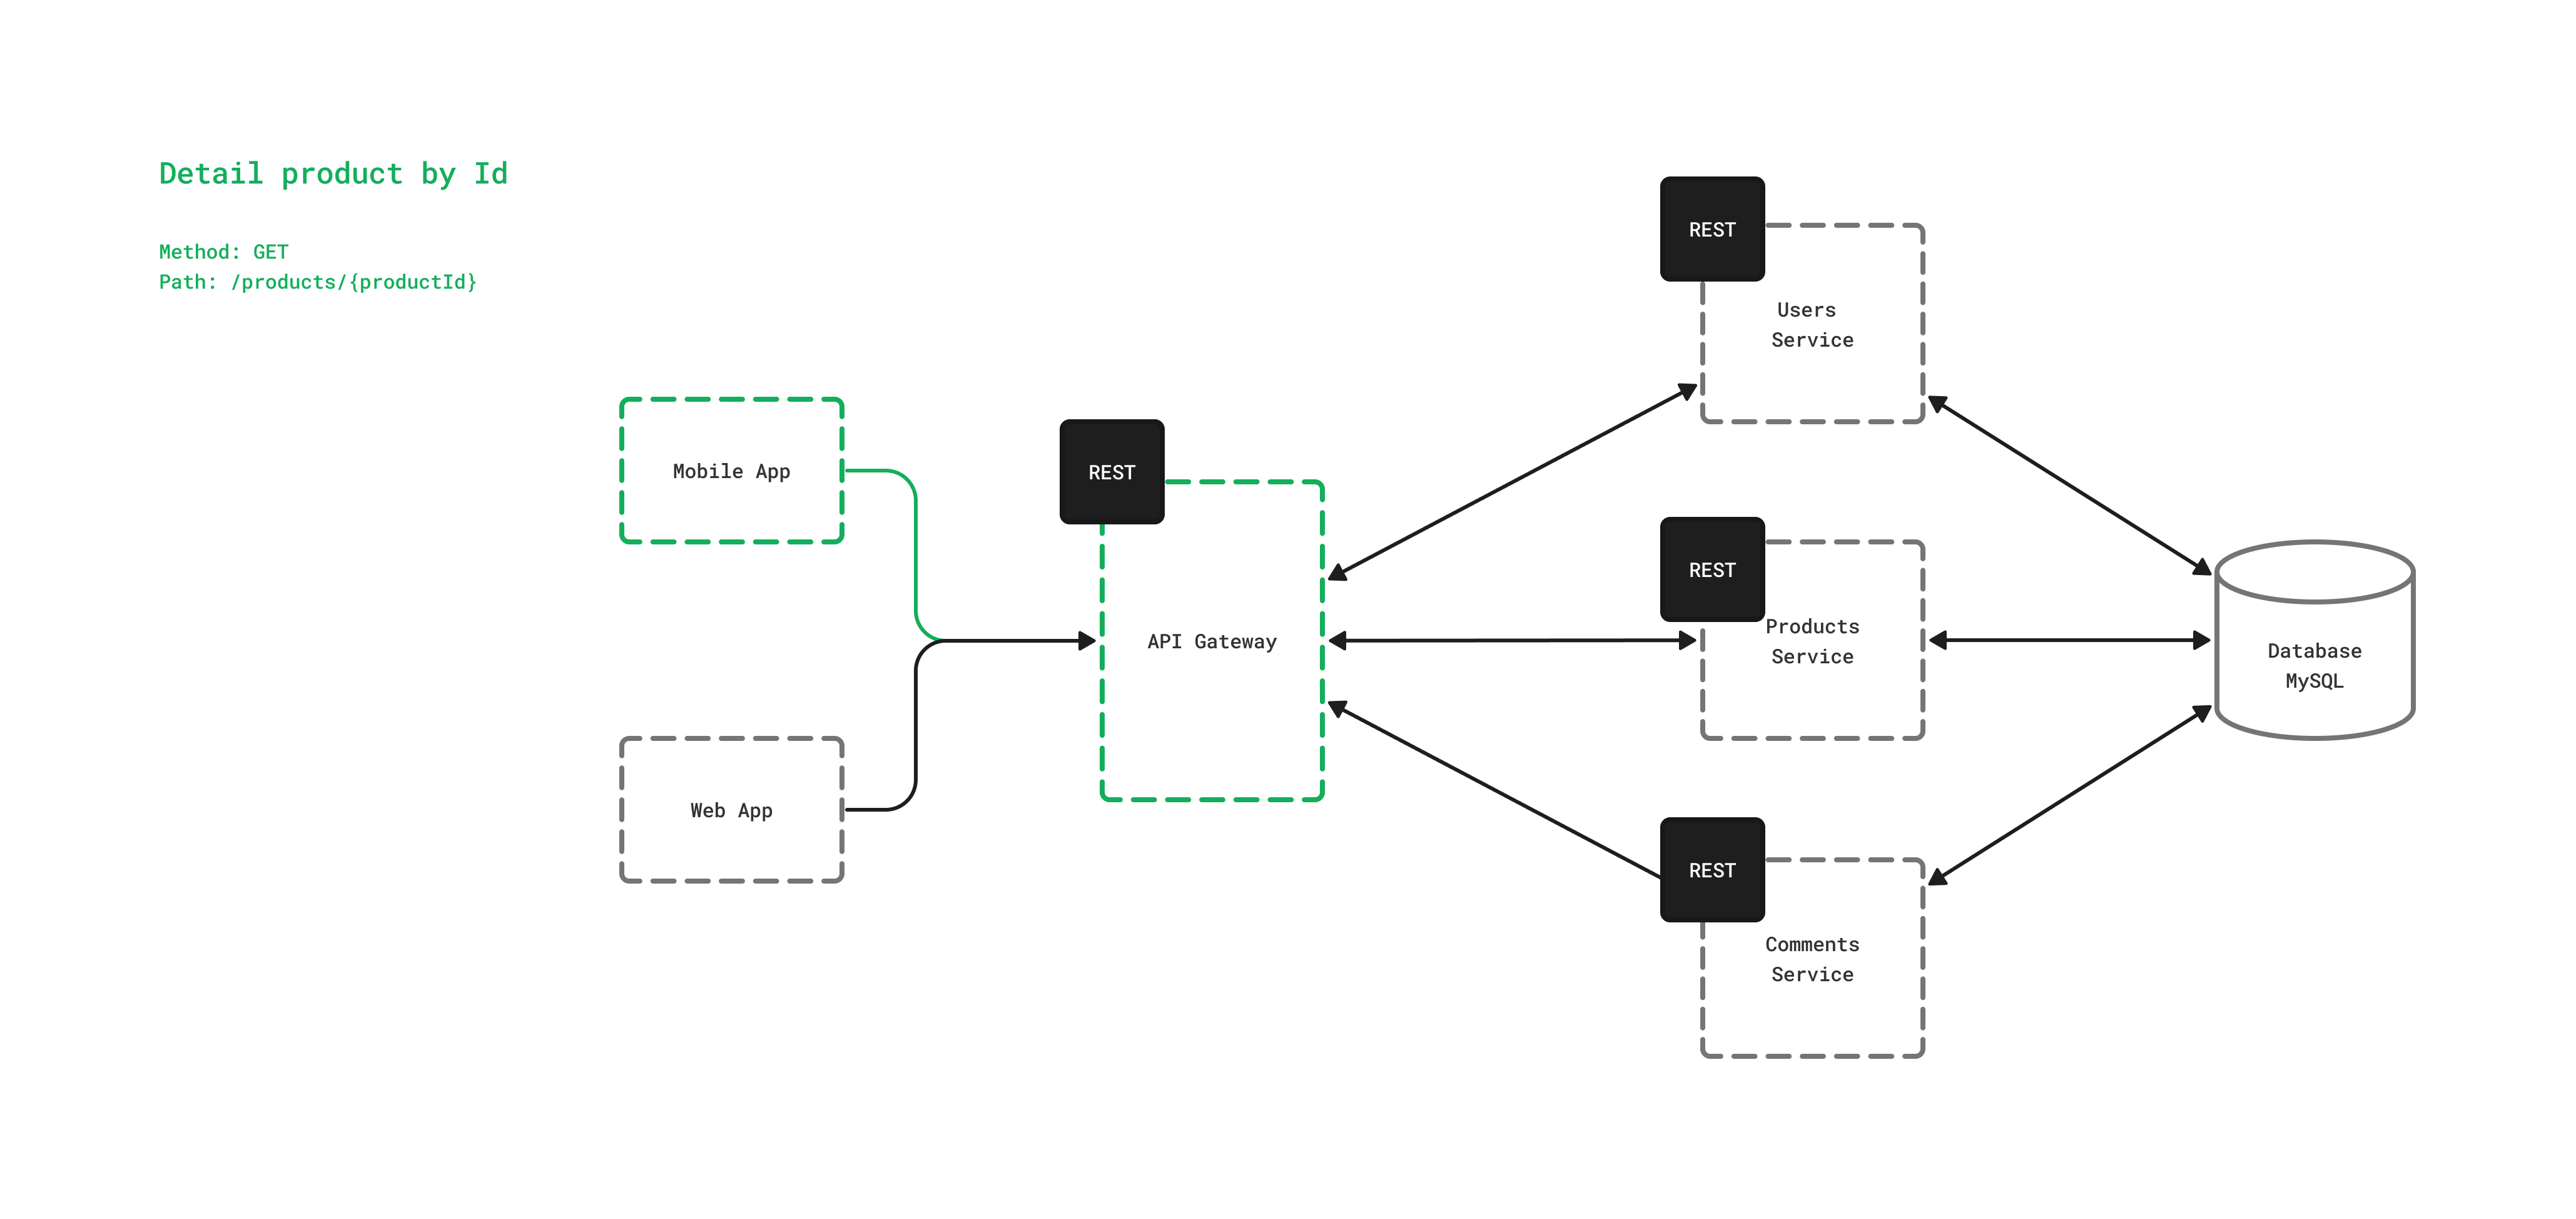 Detail product by Id
Method: GET
Path: /products/{productId}
REST
Users
Service
Mobile App
REST
REST
Products
Service
API Gateway
Database
MySQL
Web App
REST
Comments
Service